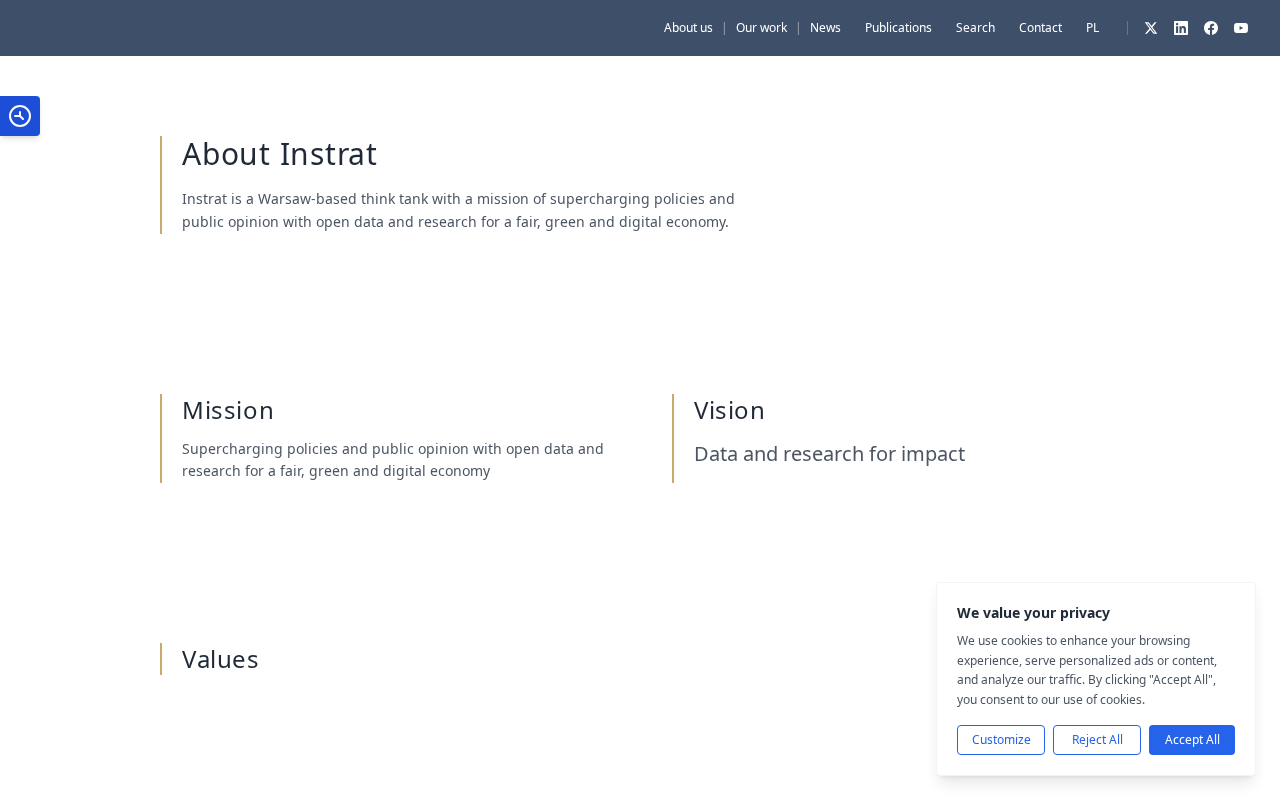 About us | Our work | News Publications Search Contact PL
About Instrat
Instrat is a Warsaw-based think tank with a mission of supercharging policies and
public opinion with open data and research for a fair, green and digital economy.
Mission
Supercharging policies and public opinion with open data and
research for a fair, green and digital economy
Vision
Data and research for impact
Values
We value your privacy
We use cookies to enhance your browsing
experience, serve personalized ads or content,
and analyze our traffic. By clicking "Accept All",
you consent to our use of cookies.
Customize Reject All Accept All